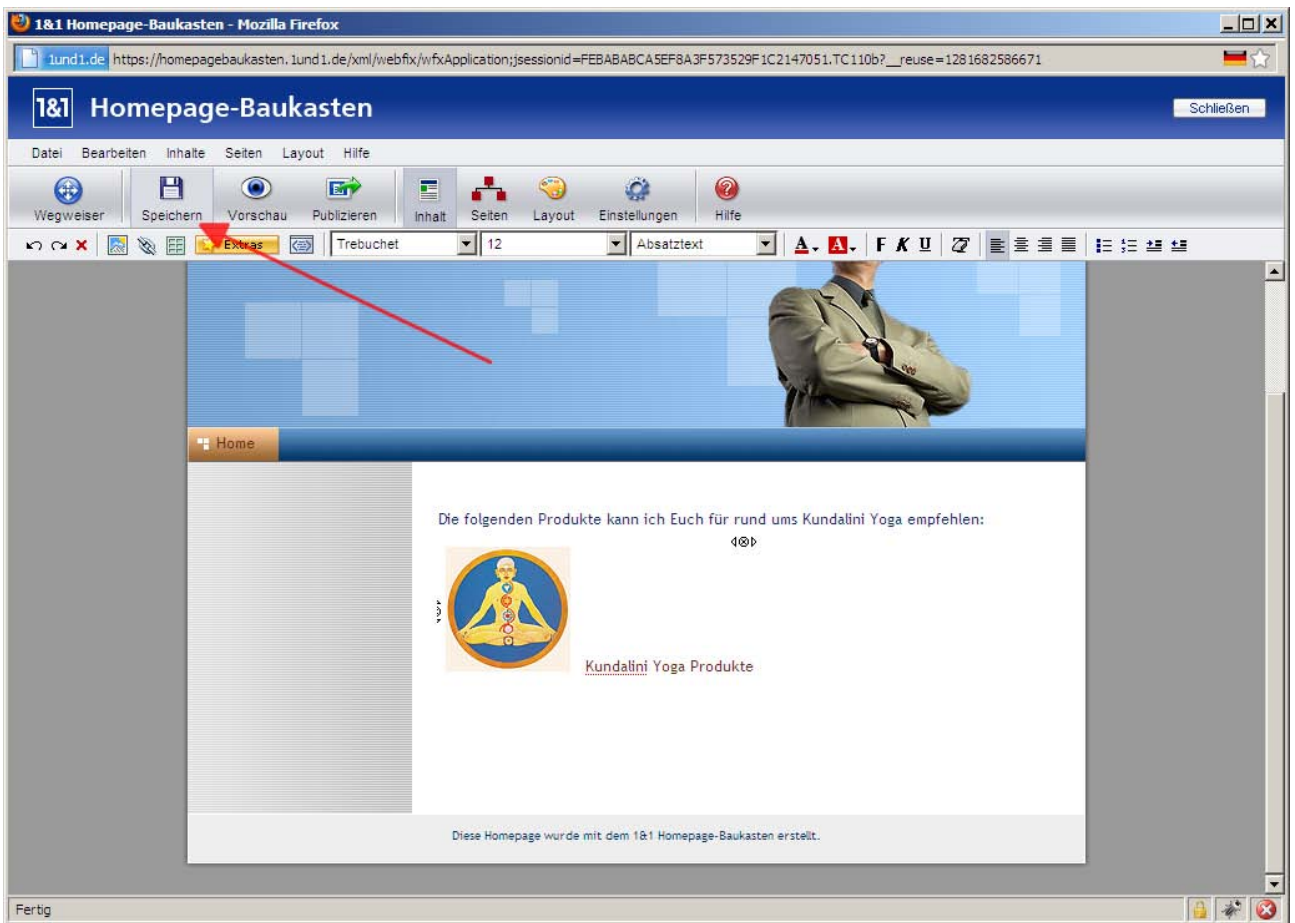 1&1 Homepage-Baukasten - Mozilla Firefox
1und1.de https://homepagebaukasten.1und1.de/xml/webfix/wfxApplication;jsessionid=FEBABABCA5EF8A3F573529F1C2147051.TC110b?__reuse=1281682586671
1&1 Homepage-Baukasten Schließen
Datei Bearbeiten Inhalte Seiten Layout Hilfe
Wegweiser Speichern Vorschau Publizieren Inhalt Seiten Layout Einstellungen Hilfe
Extras Trebuchet 12 Absatztext A A F K U
Home
Die folgenden Produkte kann ich Euch für rund ums Kundalini Yoga empfehlen:
Kundalini Yoga Produkte
Diese Homepage wurde mit dem 1&1 Homepage-Baukasten erstellt.
Fertig